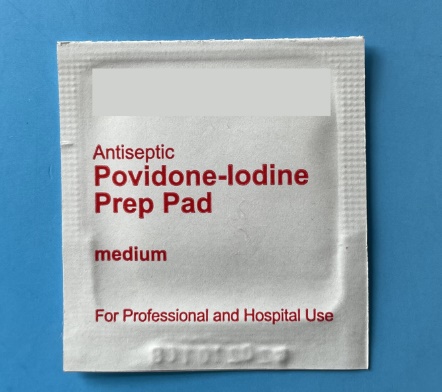 Antiseptic
Povidone-Iodine
Prep Pad
medium
For Professional and Hospital Use